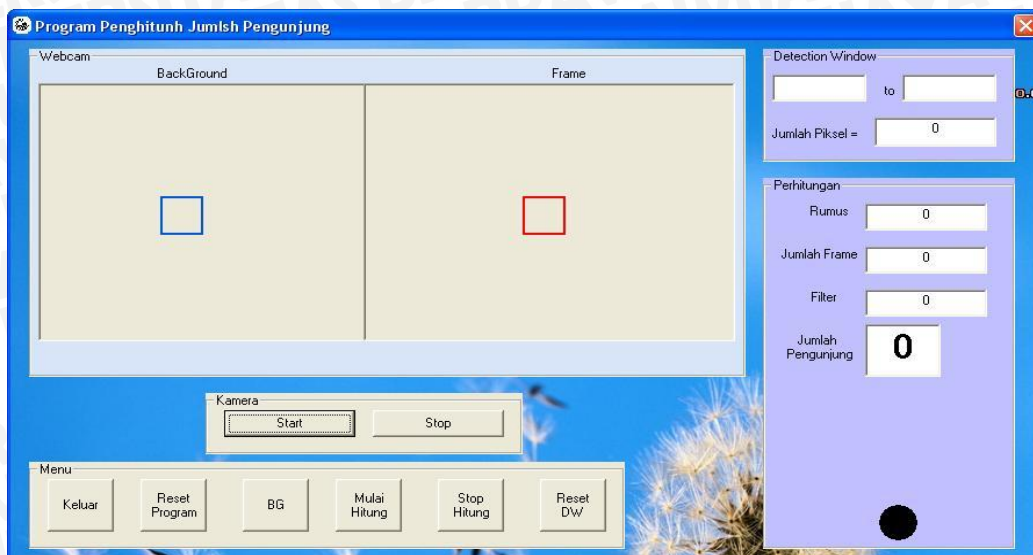 Program Penghitunh Jumlsh Pengunjung
Webcam
BackGround
Frame
Detection Window
to
Jumlah Piksel =
0
Perhitungan
Rumus
0
Jumlah Frame
0
Filter
0
Jumlah
Pengunjung
0
Kamera
Start
Stop
Menu
Keluar
Reset
Program
BG
Mulai
Hitung
Stop
Hitung
Reset
DW